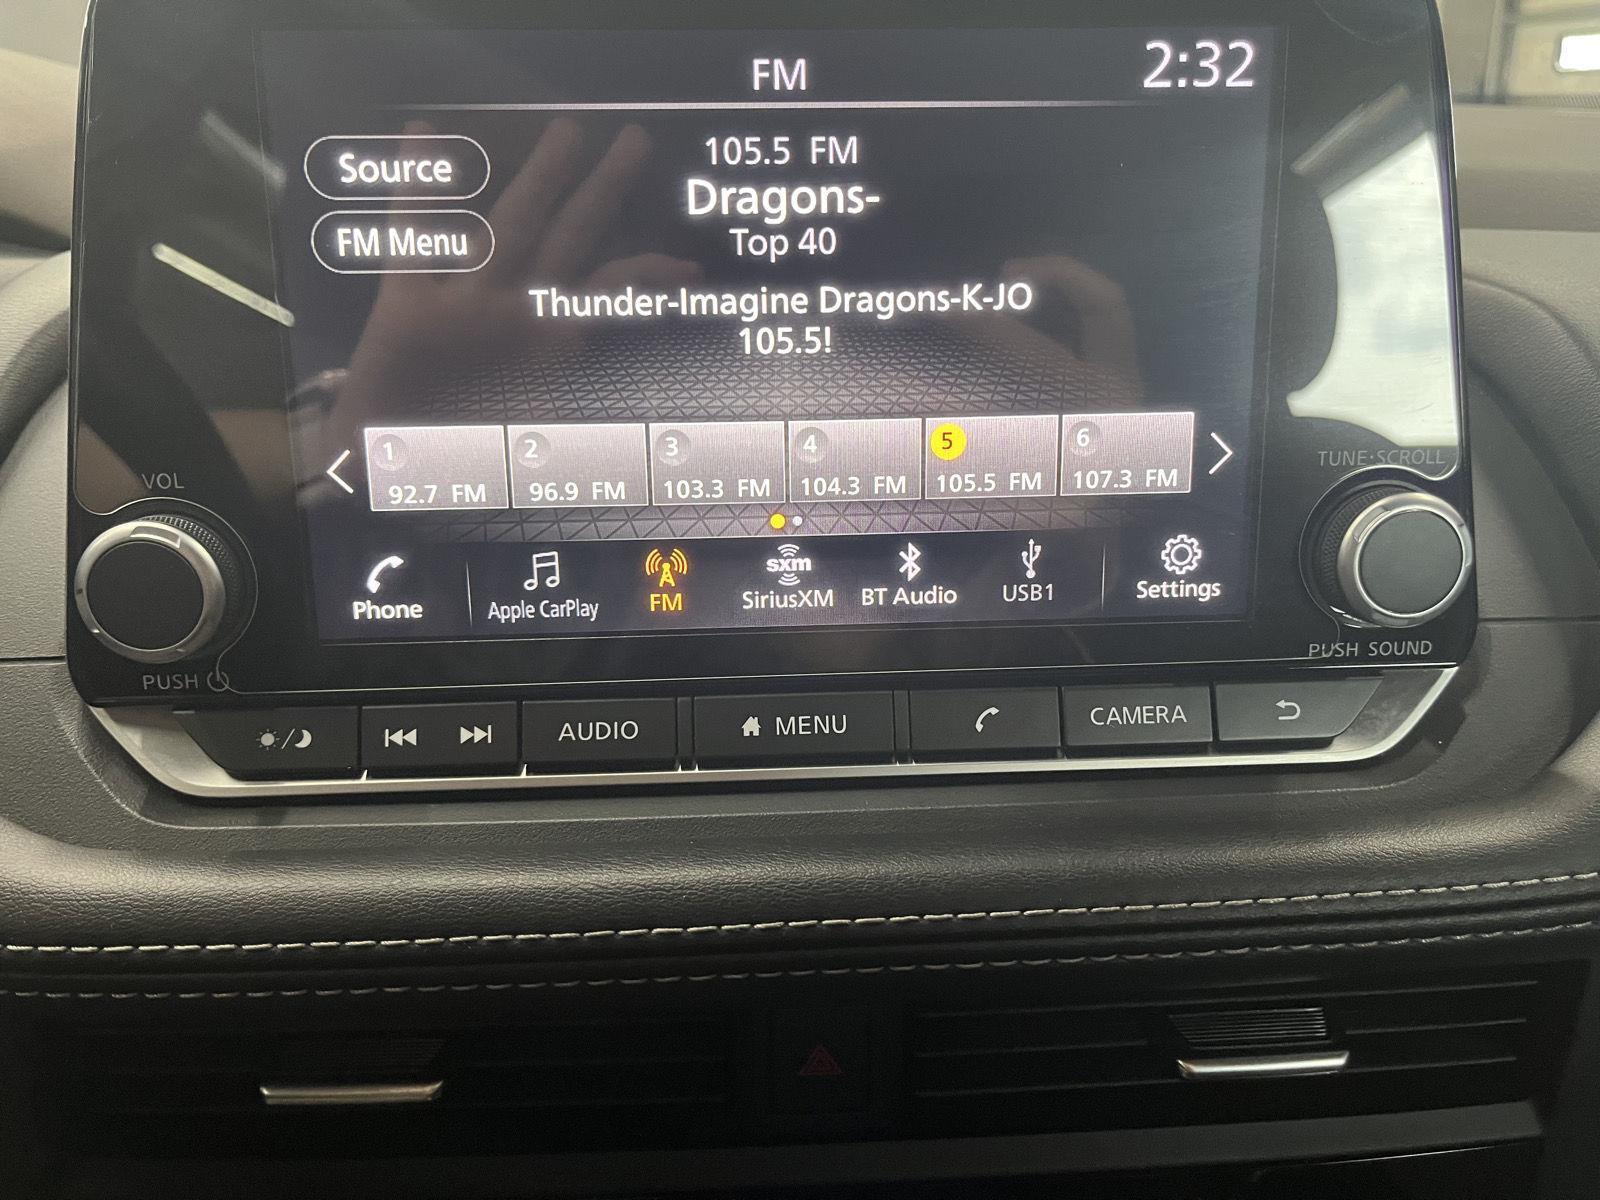 FM
2:32
Source
FM Menu
105.5 FM
Dragons-
Top 40
Thunder-Imagine Dragons-K-JO
105.5!
1
92.7 FM
2
96.9 FM
3
103.3 FM
4
104.3 FM
5
105.5 FM
6
107.3 FM
Phone
Apple CarPlay
FM
sxm
SiriusXM
BT Audio
USB1
Settings
VOL
PUSH
TUNE·SCROLL
PUSH SOUND
AUDIO
MENU
CAMERA